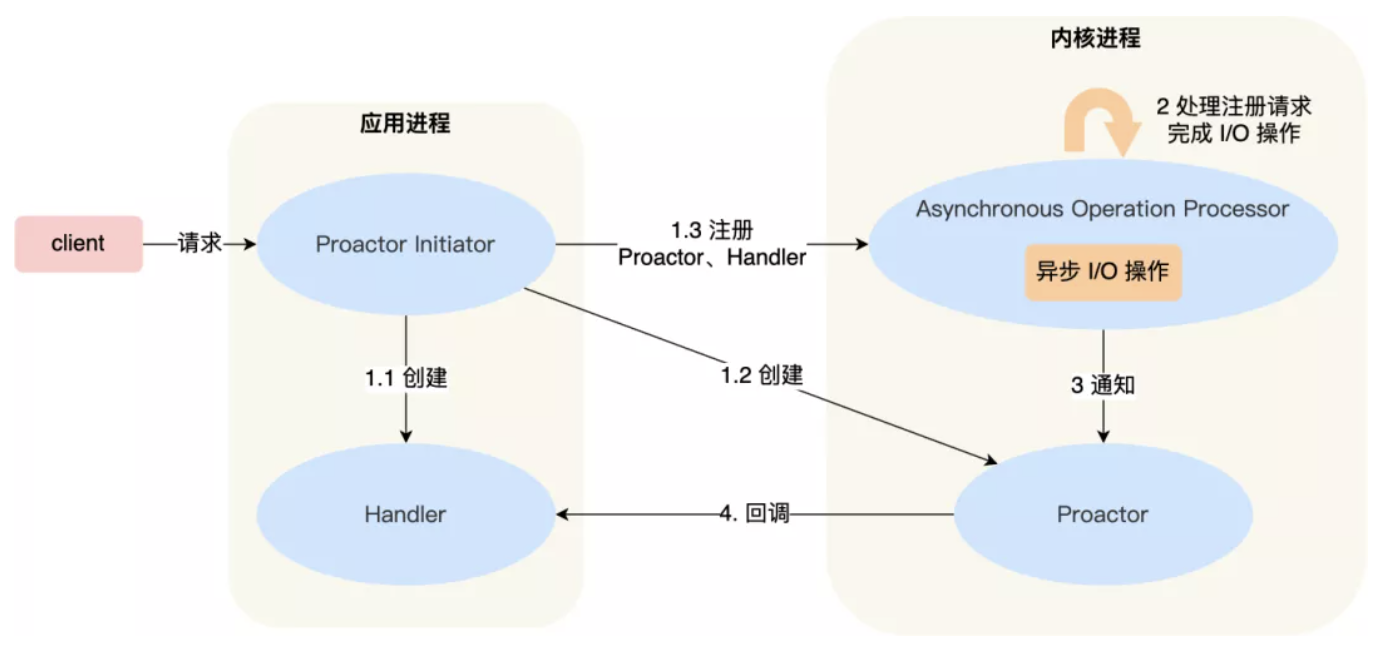 内核进程
应用进程
2 处理注册请求
完成 I/O 操作
client
请求
Proactor Initiator
1.3 注册
Proactor、Handler
Asynchronous Operation Processor
异步 I/O 操作
1.1 创建
1.2 创建
3 通知
Handler
4. 回调
Proactor